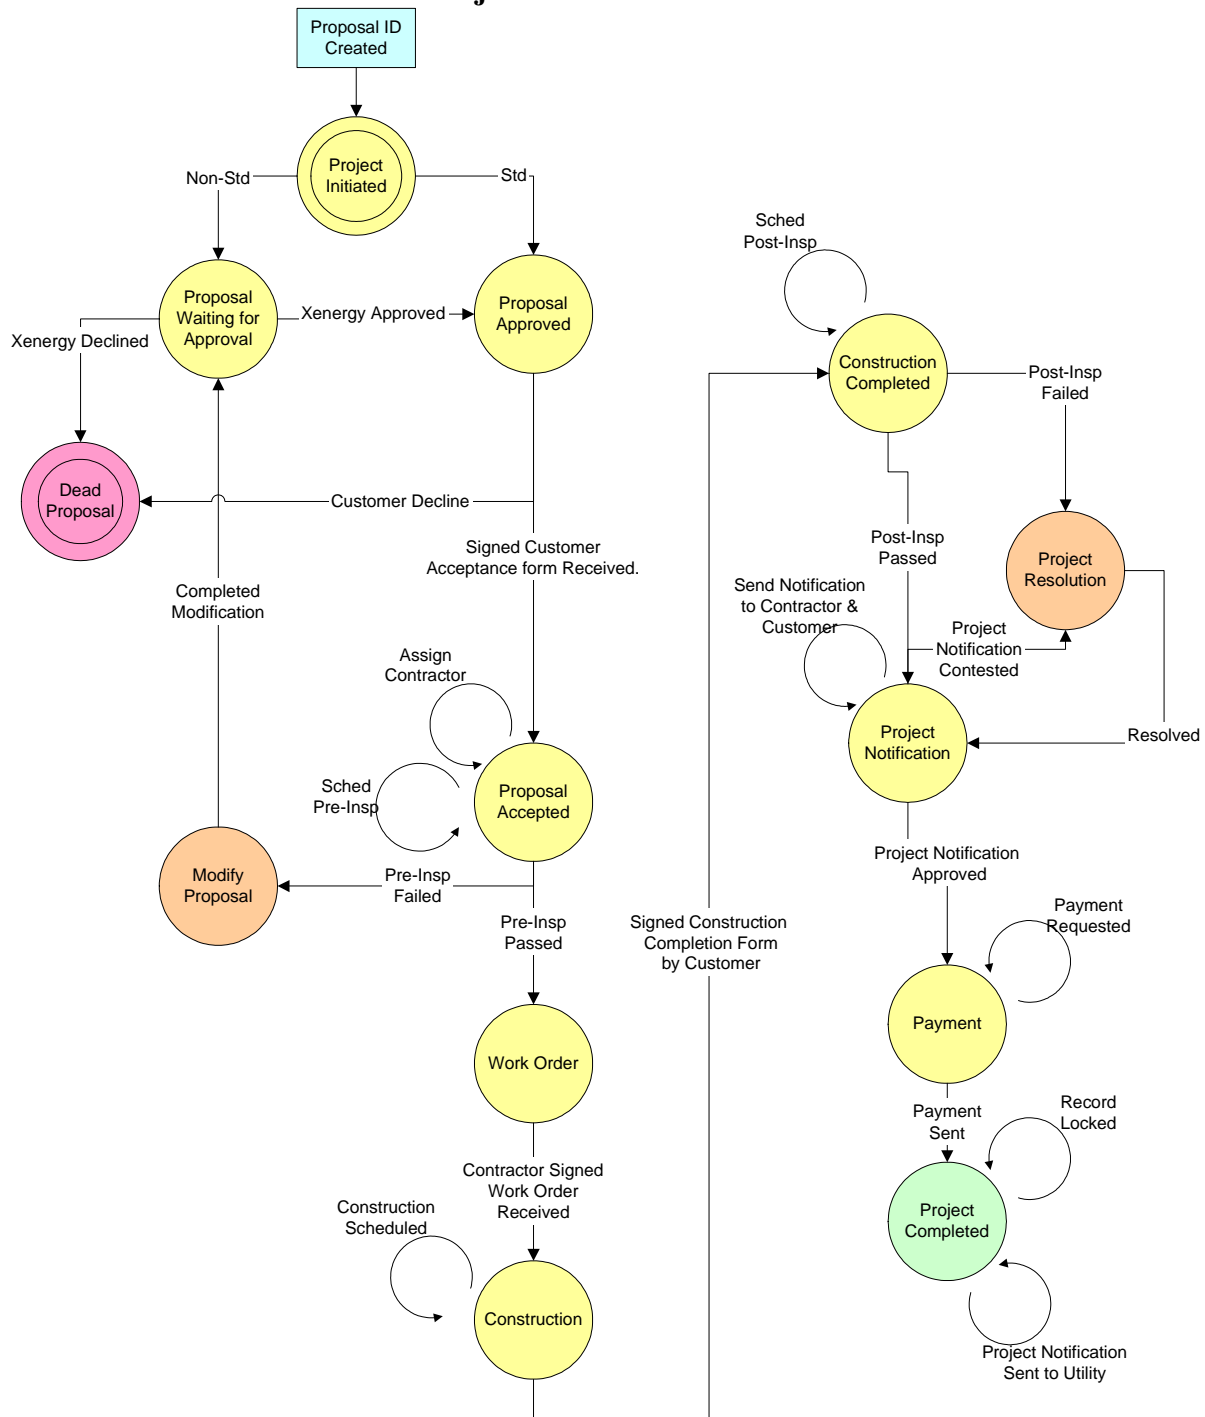 Proposal ID
Created
Project
Initiated
Non-Std
Std
Proposal
Waiting for
Approval
Xenergy Approved
Proposal
Approved
Xenergy Declined
Dead
Proposal
Customer Decline
Signed Customer
Acceptance form Received.
Completed
Modification
Assign
Contractor
Sched
Pre-Insp
Proposal
Accepted
Modify
Proposal
Pre-Insp
Failed
Pre-Insp
Passed
Work Order
Contractor Signed
Work Order
Received
Construction
Scheduled
Construction
Signed Construction
Completion Form
by Customer
Sched
Post-Insp
Construction
Completed
Post-Insp
Failed
Post-Insp
Passed
Project
Resolution
Send Notification
to Contractor &
Customer
Project
Notification
Contested
Project
Notification
Resolved
Project Notification
Approved
Payment
Requested
Payment
Payment
Sent
Record
Locked
Project
Completed
Project Notification
Sent to Utility